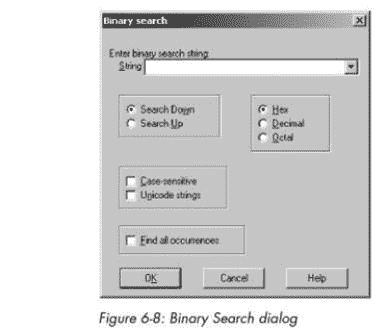 Binary search
Enter binary search string:
String
Search Down
Search Up
Hex
Decimal
Octal
Case-sensitive
Unicode strings
Find all occurrences
OK Cancel Help
Figure 6-8: Binary Search dialog